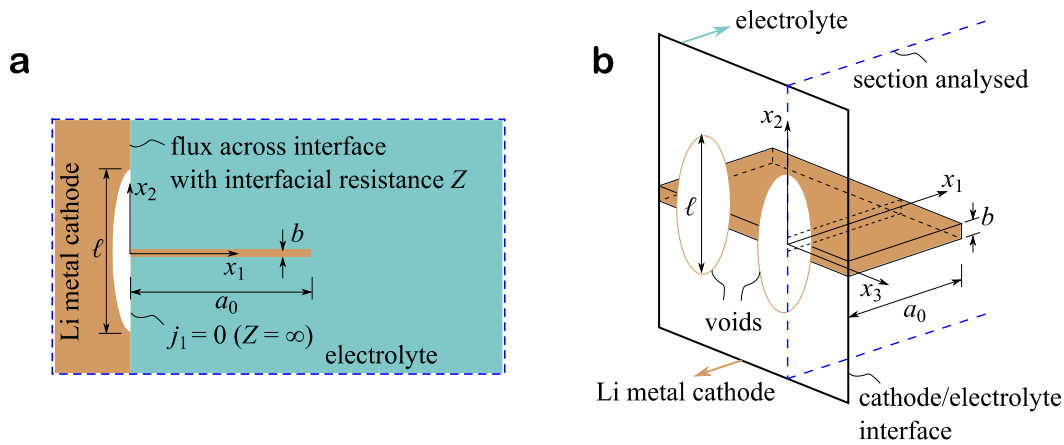 a
flux across interface
with interfacial resistance Z
Li metal cathode
x₂
ℓ
b
x₁
a₀
j₁ = 0 (Z = ∞)
electrolyte
b
electrolyte
section analysed
x₂
x₁
ℓ
b
x₃
a₀
voids
Li metal cathode
cathode/electrolyte
interface